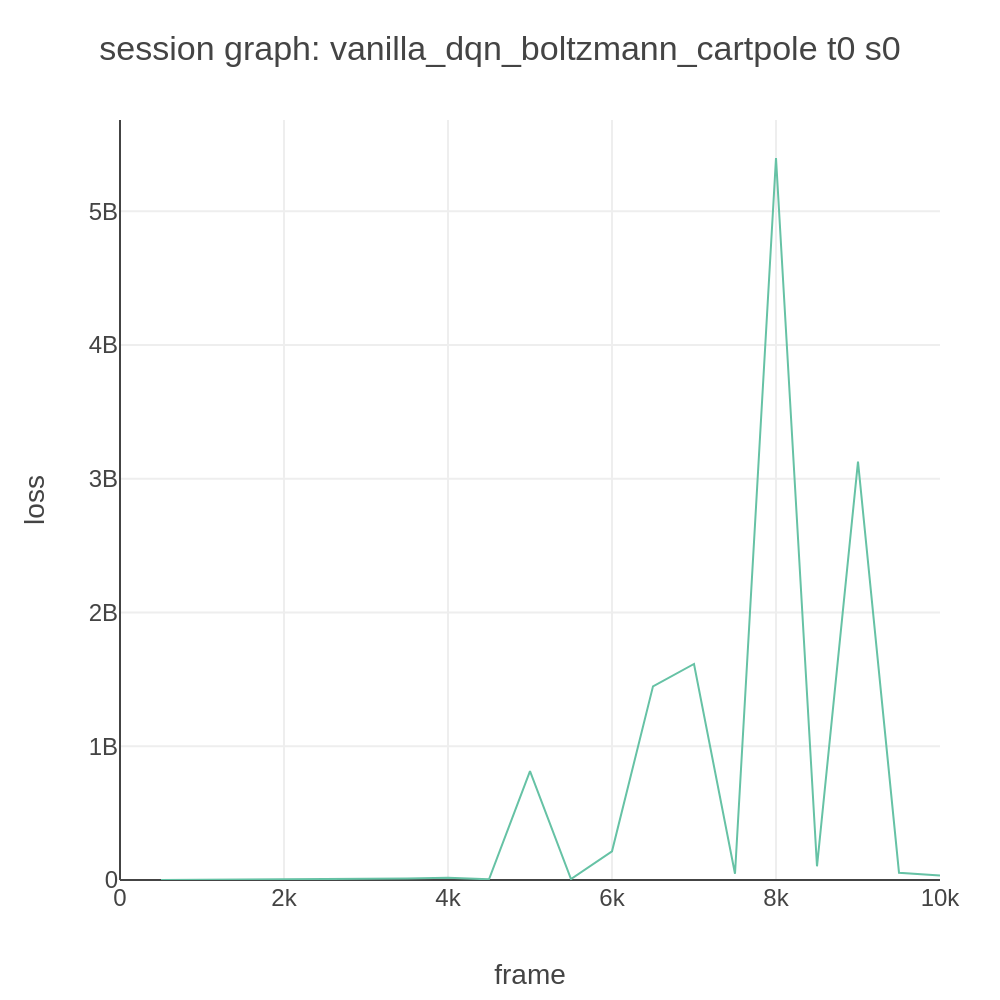 session graph: vanilla_dqn_boltzmann_cartpole t0 s0
5B
4B
3B
2B
1B
0
loss
0 2k 4k 6k 8k 10k
frame